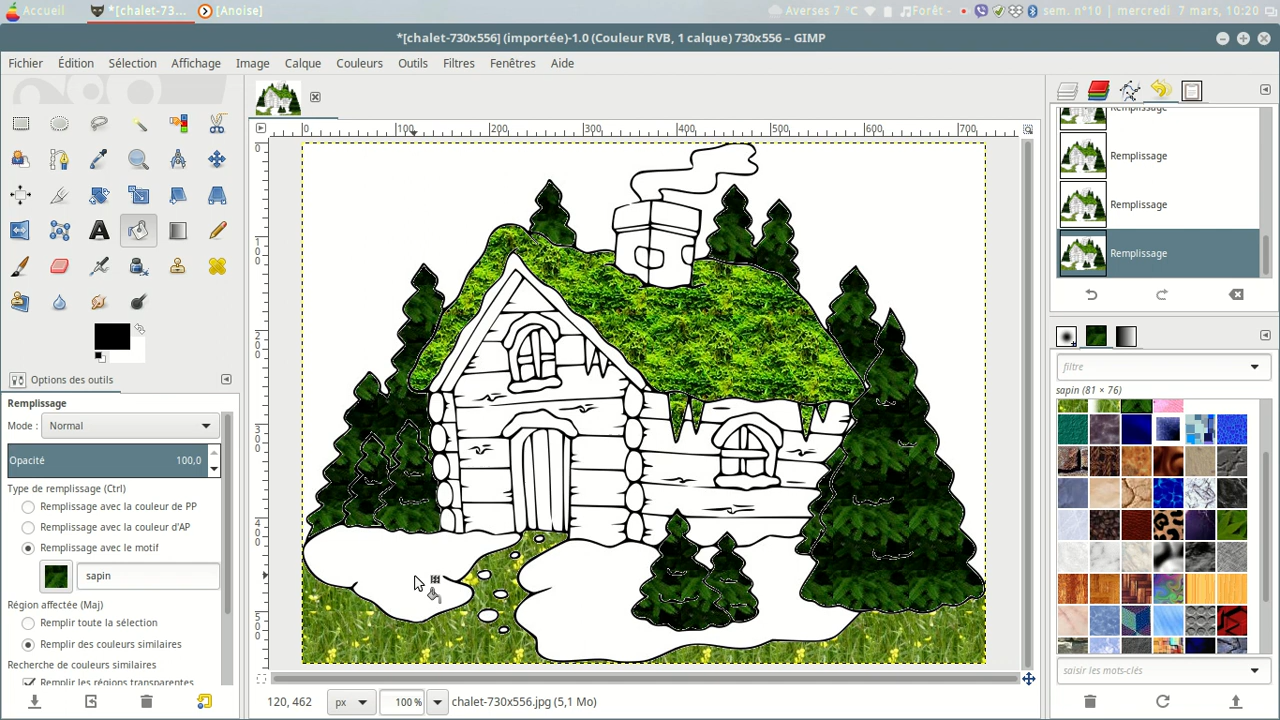 Accueil
*[chalet-73...
[Anoise]
Averses 7 °C
Forêt
sem. n°10 | mercredi 7 mars, 10:20
*[chalet-730x556] (importée)-1.0 (Couleur RVB, 1 calque) 730x556 – GIMP
Fichier Édition Sélection Affichage Image Calque Couleurs Outils Filtres Fenêtres Aide
0 100 200 300 400 500 600 700
0
100
200
300
400
500
Remplissage
Remplissage
Remplissage
Remplissage
Options des outils
Remplissage
Mode : Normal
Opacité 100,0
Type de remplissage (Ctrl)
Remplissage avec la couleur de PP
Remplissage avec la couleur d'AP
Remplissage avec le motif
sapin
Région affectée (Maj)
Remplir toute la sélection
Remplir des couleurs similaires
Recherche de couleurs similaires
Remplir les régions transparentes
filtre
sapin (81 × 76)
saisir les mots-clés
120, 462 px 100 % chalet-730x556.jpg (5,1 Mo)